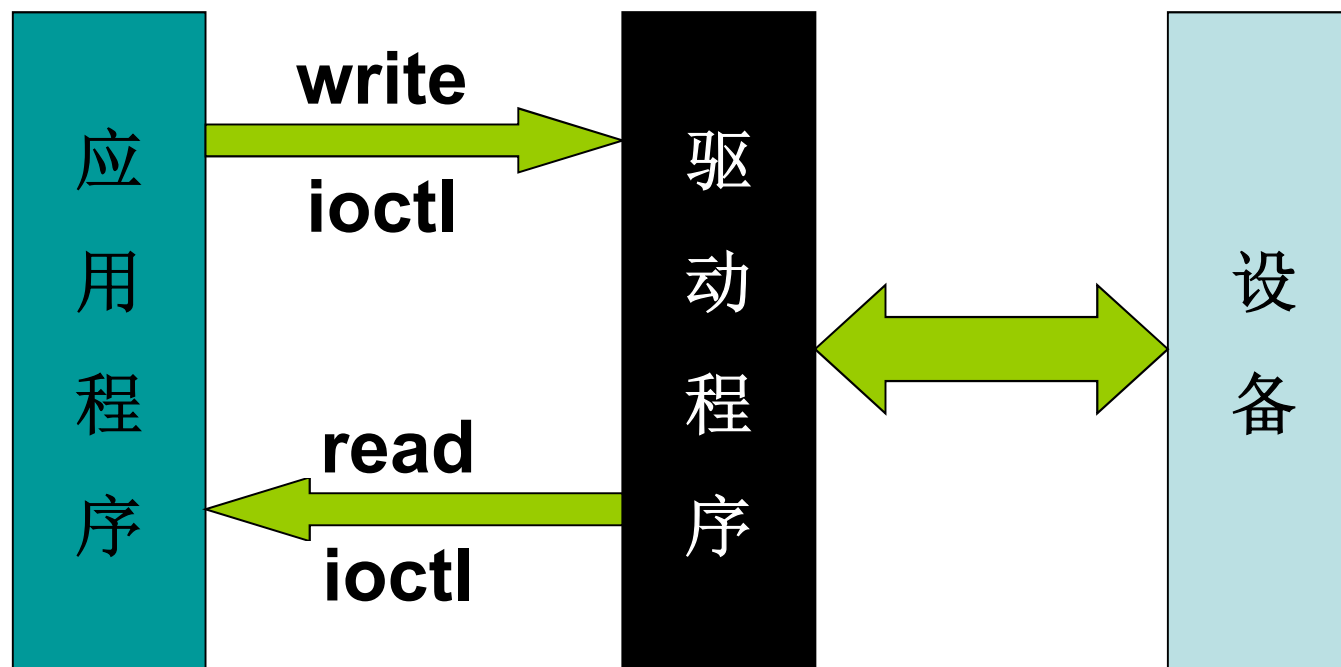 应用程序
write
ioctl
read
ioctl
驱动程序
设备